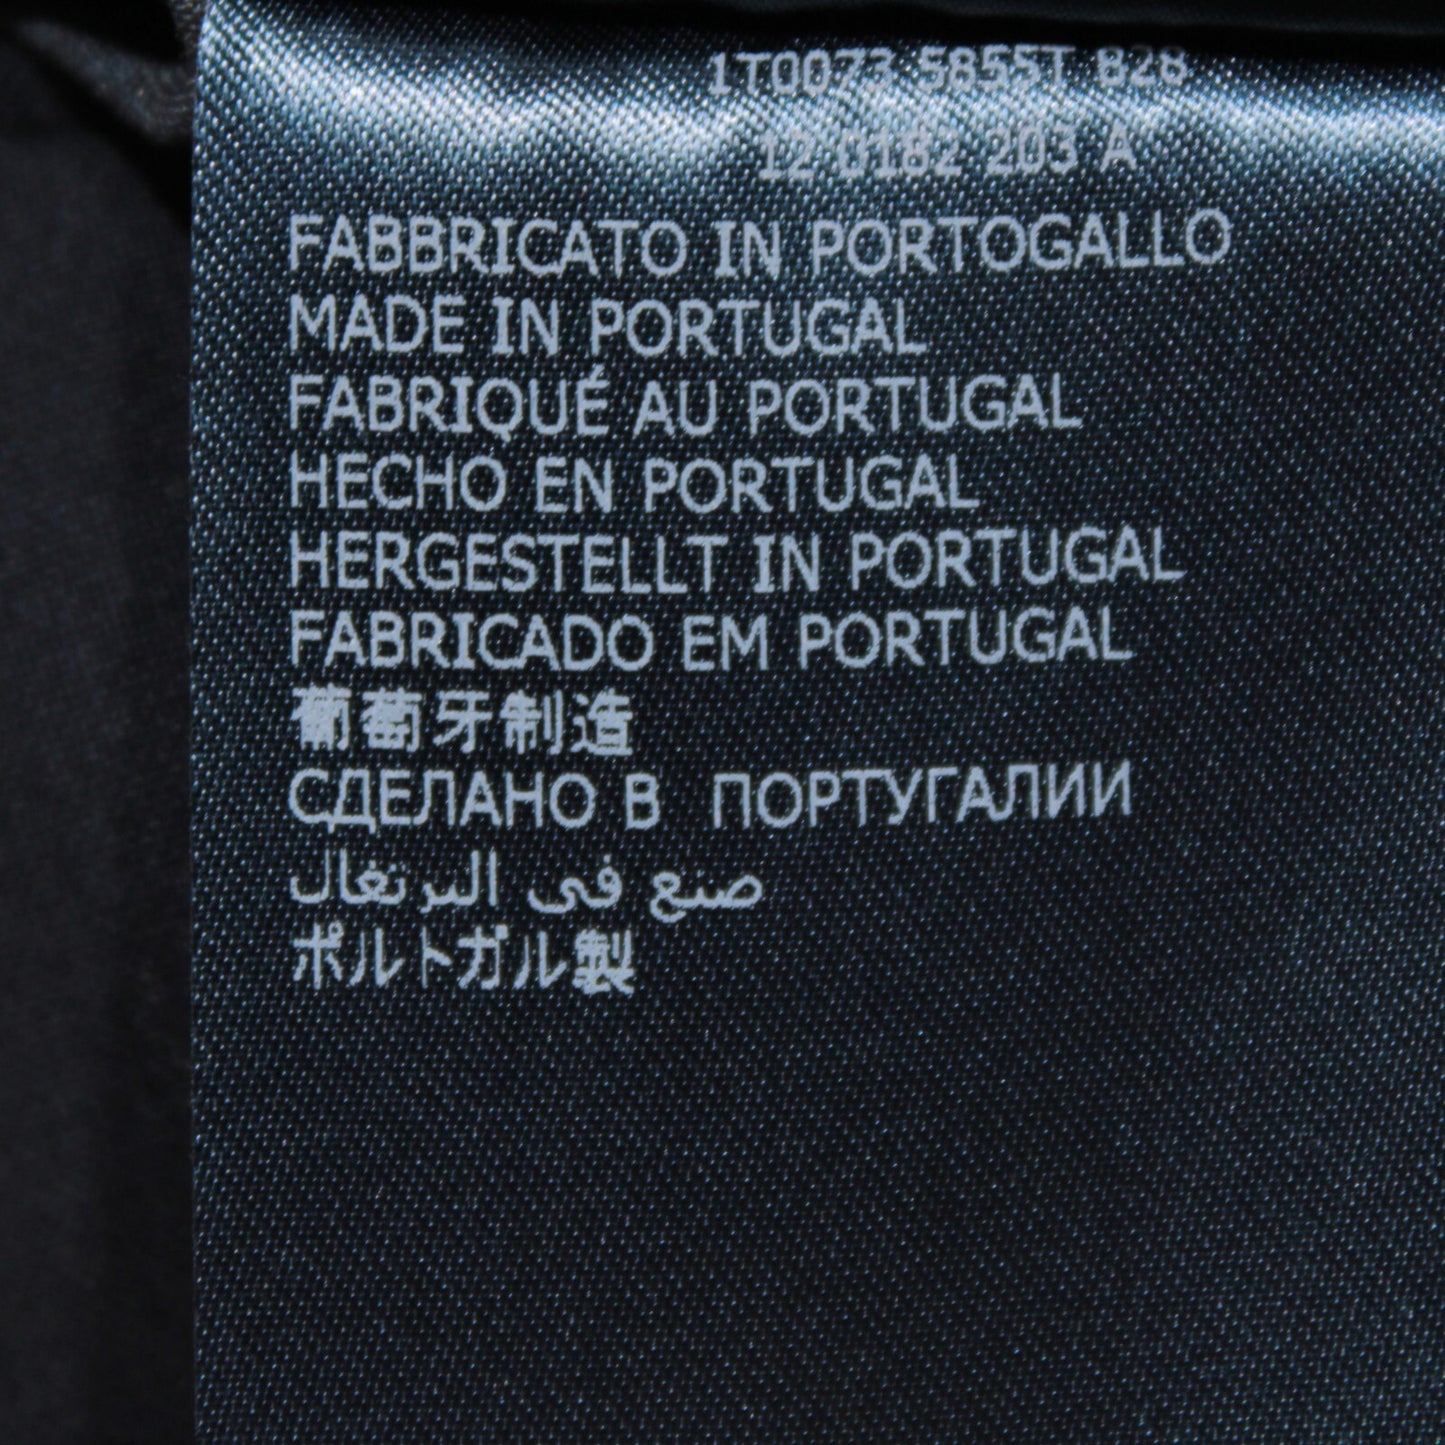 1T0073 5855T 828
12 0182 203 A
FABBRICATO IN PORTOGALLO
MADE IN PORTUGAL
FABRIQUÉ AU PORTUGAL
HECHO EN PORTUGAL
HERGESTELLT IN PORTUGAL
FABRICADO EM PORTUGAL
葡萄牙制造
СДЕЛАНО В ПОРТУГАЛИИ
صنع فى البرتغال
ポルトガル製